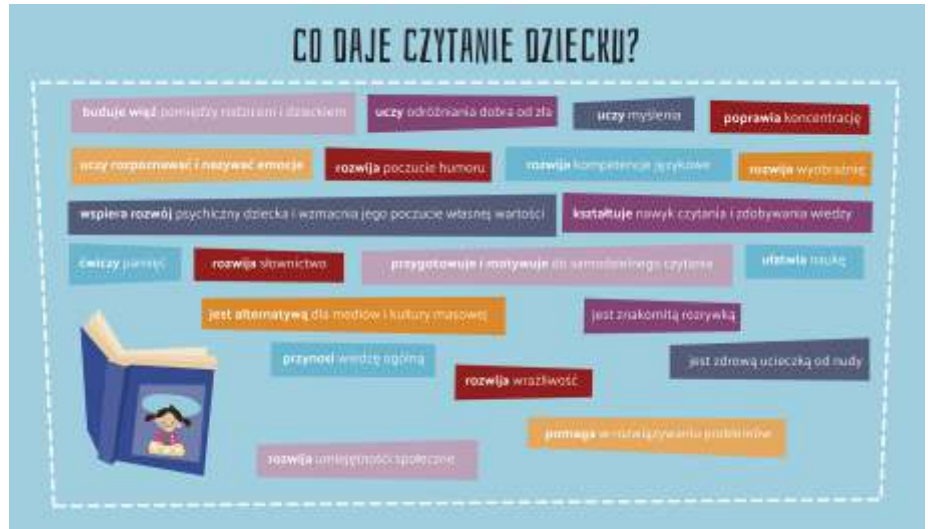 CO DAJE CZYTANIE DZIECKU?
buduje więź pomiędzy rodzicem i dzieckiem
uczy odróżniania dobra od zła
uczy myślenia
poprawia koncentrację
uczy rozpoznawać i nazywać emocje
rozwija poczucie humoru
rozwija kompetencje językowe
rozwija wyobraźnię
wspiera rozwój psychiczny dziecka i wzmacnia jego poczucie własnej wartości
kształtuje nawyk czytania i zdobywania wiedzy
ćwiczy pamięć
rozwija słownictwo
przygotowuje i motywuje do samodzielnego czytania
ułatwia naukę
jest alternatywą dla mediów i kultury masowej
jest znakomitą rozrywką
przynosi wiedzę ogólną
jest zdrową ucieczką od nudy
rozwija wrażliwość
pomaga w rozwiązywaniu problemów
rozwija umiejętności społeczne